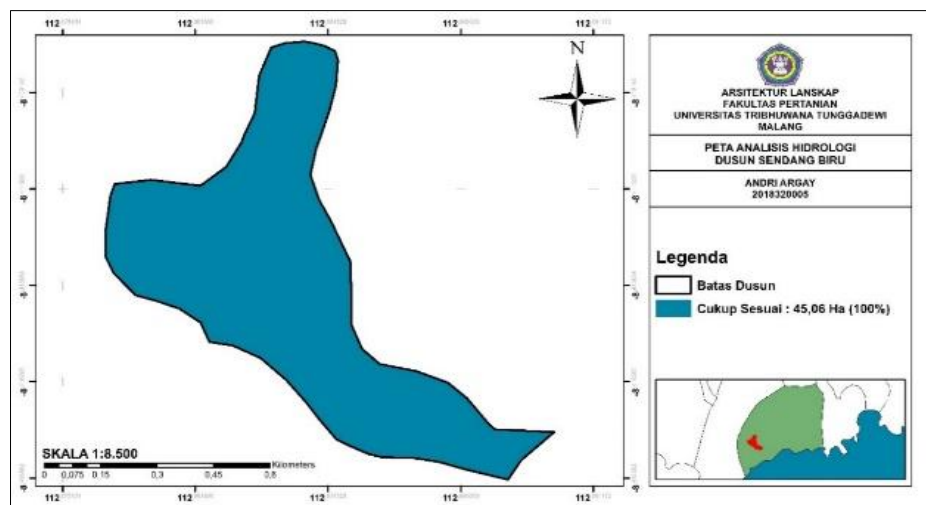 112
112
112
112
112
N
SKALA 1:8.500
Kilometers
0 0,075 0,15 0,3 0,45 0,6
112
112
112
112
112
ARSITEKTUR LANSKAP
FAKULTAS PERTANIAN
UNIVERSITAS TRIBHUWANA TUNGGADEWI
MALANG
PETA ANALISIS HIDROLOGI
DUSUN SENDANG BIRU
ANDRI ARGAY
2018320005
Legenda
Batas Dusun
Cukup Sesuai : 45,06 Ha (100%)